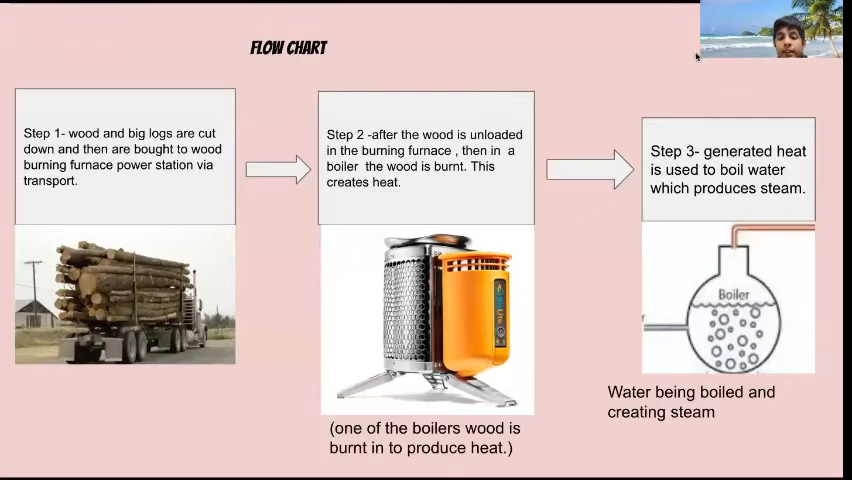 FLOW CHART
Step 1- wood and big logs are cut
down and then are bought to wood
burning furnace power station via
transport.
Step 2 -after the wood is unloaded
in the burning furnace , then in a
boiler the wood is burnt. This
creates heat.
Step 3- generated heat
is used to boil water
which produces steam.
Boiler
(one of the boilers wood is
burnt in to produce heat.)
Water being boiled and
creating steam